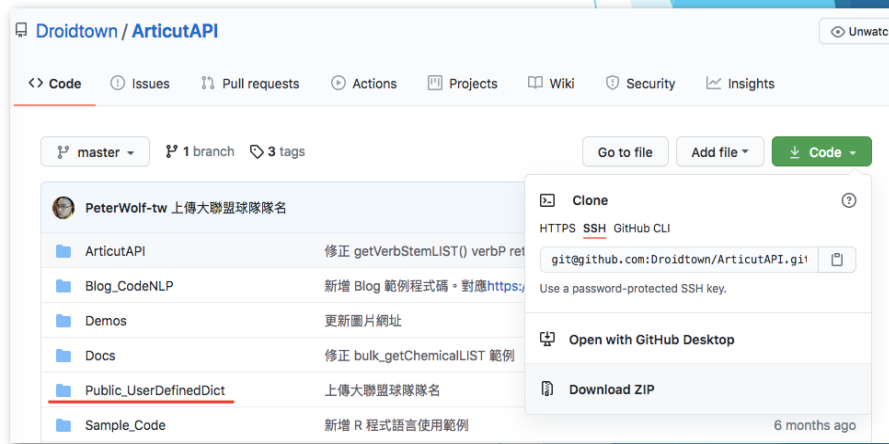 Droidtown / ArticutAPI
Unwatc
Code Issues Pull requests Actions Projects Wiki Security Insights
master 1 branch 3 tags Go to file Add file Code
PeterWolf-tw 上傳大聯盟球隊隊名
Clone
HTTPS SSH GitHub CLI
ArticutAPI 修正 getVerbStemLIST() verbP ret
git@github.com:Droidtown/ArticutAPI.git
Blog_CodeNLP 新增 Blog 範例程式碼。對應https:/
Use a password-protected SSH key.
Demos 更新圖片網址
Open with GitHub Desktop
Docs 修正 bulk_getChemicalLIST 範例
Public_UserDefinedDict 上傳大聯盟球隊隊名
Download ZIP
Sample_Code 新增 R 程式語言使用範例 6 months ago